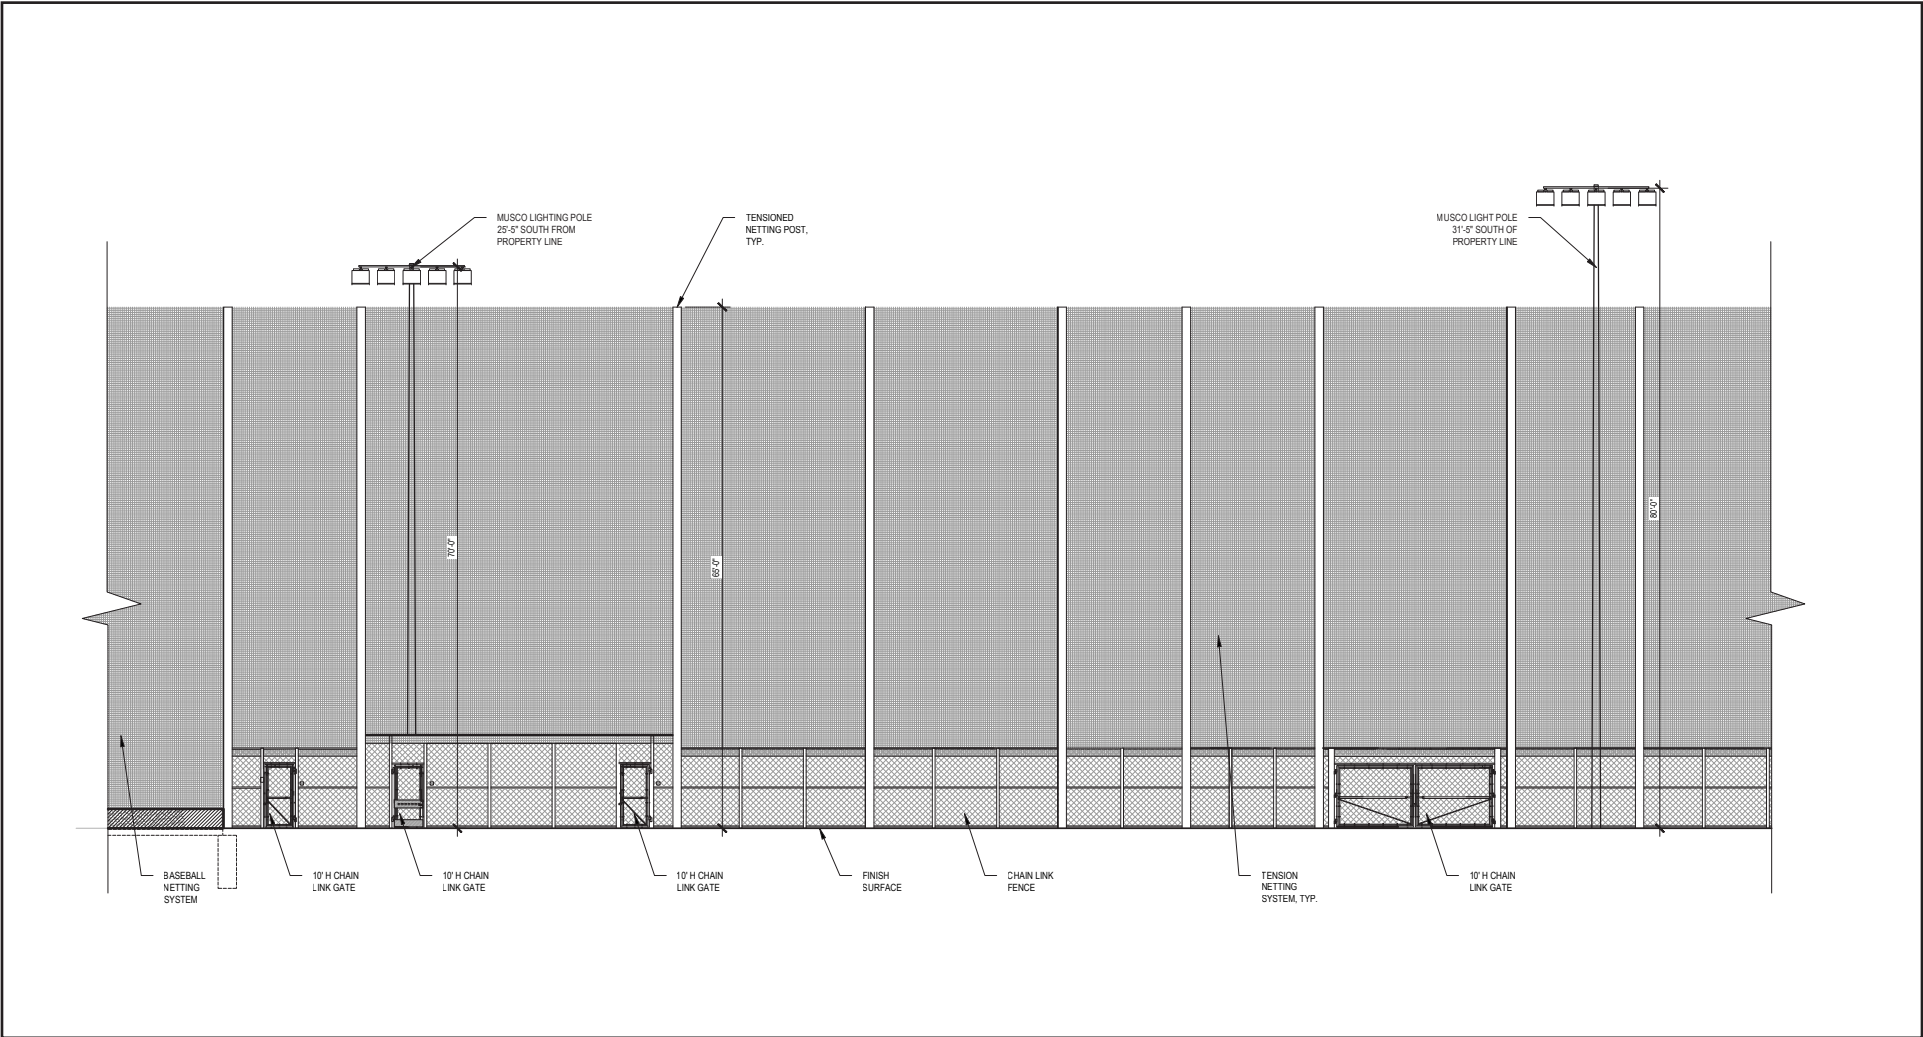 MUSCO LIGHTING POLE
25'-5" SOUTH FROM
PROPERTY LINE
TENSIONED
NETTING POST,
TYP.
MUSCO LIGHT POLE
31'-5" SOUTH OF
PROPERTY LINE
70'-0"
65'-0"
80'-0"
BASEBALL
NETTING
SYSTEM
10' H CHAIN
LINK GATE
10' H CHAIN
LINK GATE
10' H CHAIN
LINK GATE
FINISH
SURFACE
CHAIN LINK
FENCE
TENSION
NETTING
SYSTEM, TYP.
10' H CHAIN
LINK GATE